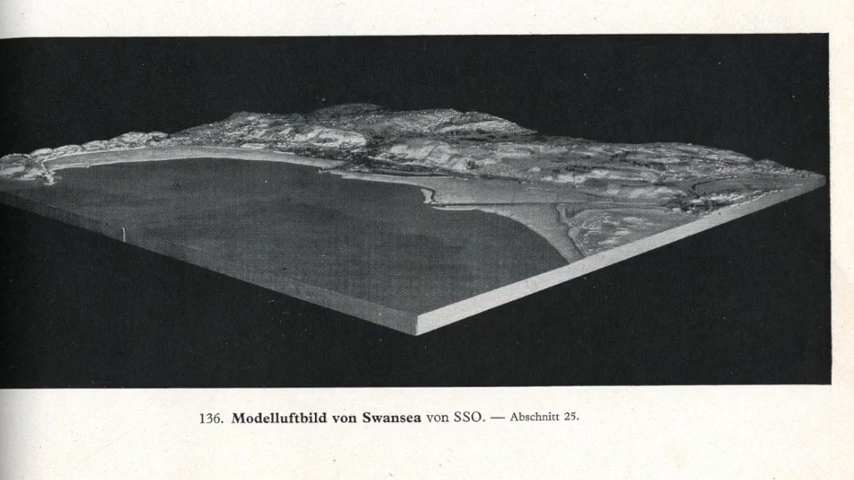 136. Modelluftbild von Swansea von SSO. — Abschnitt 25.